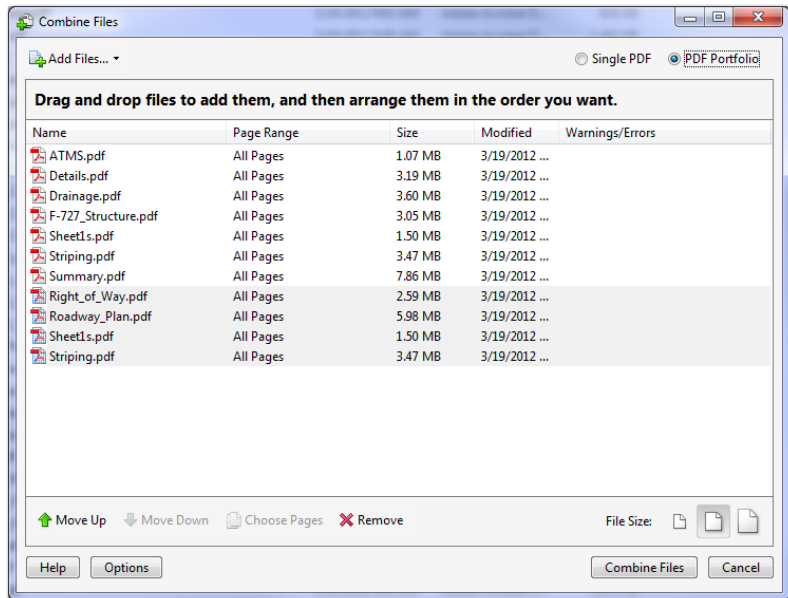 Combine Files
Add Files...
Single PDF
PDF Portfolio
Drag and drop files to add them, and then arrange them in the order you want.
Name Page Range Size Modified Warnings/Errors
ATMS.pdf All Pages 1.07 MB 3/19/2012 ...
Details.pdf All Pages 3.19 MB 3/19/2012 ...
Drainage.pdf All Pages 3.60 MB 3/19/2012 ...
F-727_Structure.pdf All Pages 3.05 MB 3/19/2012 ...
Sheet1s.pdf All Pages 1.50 MB 3/19/2012 ...
Striping.pdf All Pages 3.47 MB 3/19/2012 ...
Summary.pdf All Pages 7.86 MB 3/19/2012 ...
Right_of_Way.pdf All Pages 2.59 MB 3/19/2012 ...
Roadway_Plan.pdf All Pages 5.98 MB 3/19/2012 ...
Sheet1s.pdf All Pages 1.50 MB 3/19/2012 ...
Striping.pdf All Pages 3.47 MB 3/19/2012 ...
Move Up Move Down Choose Pages Remove File Size:
Help Options Combine Files Cancel